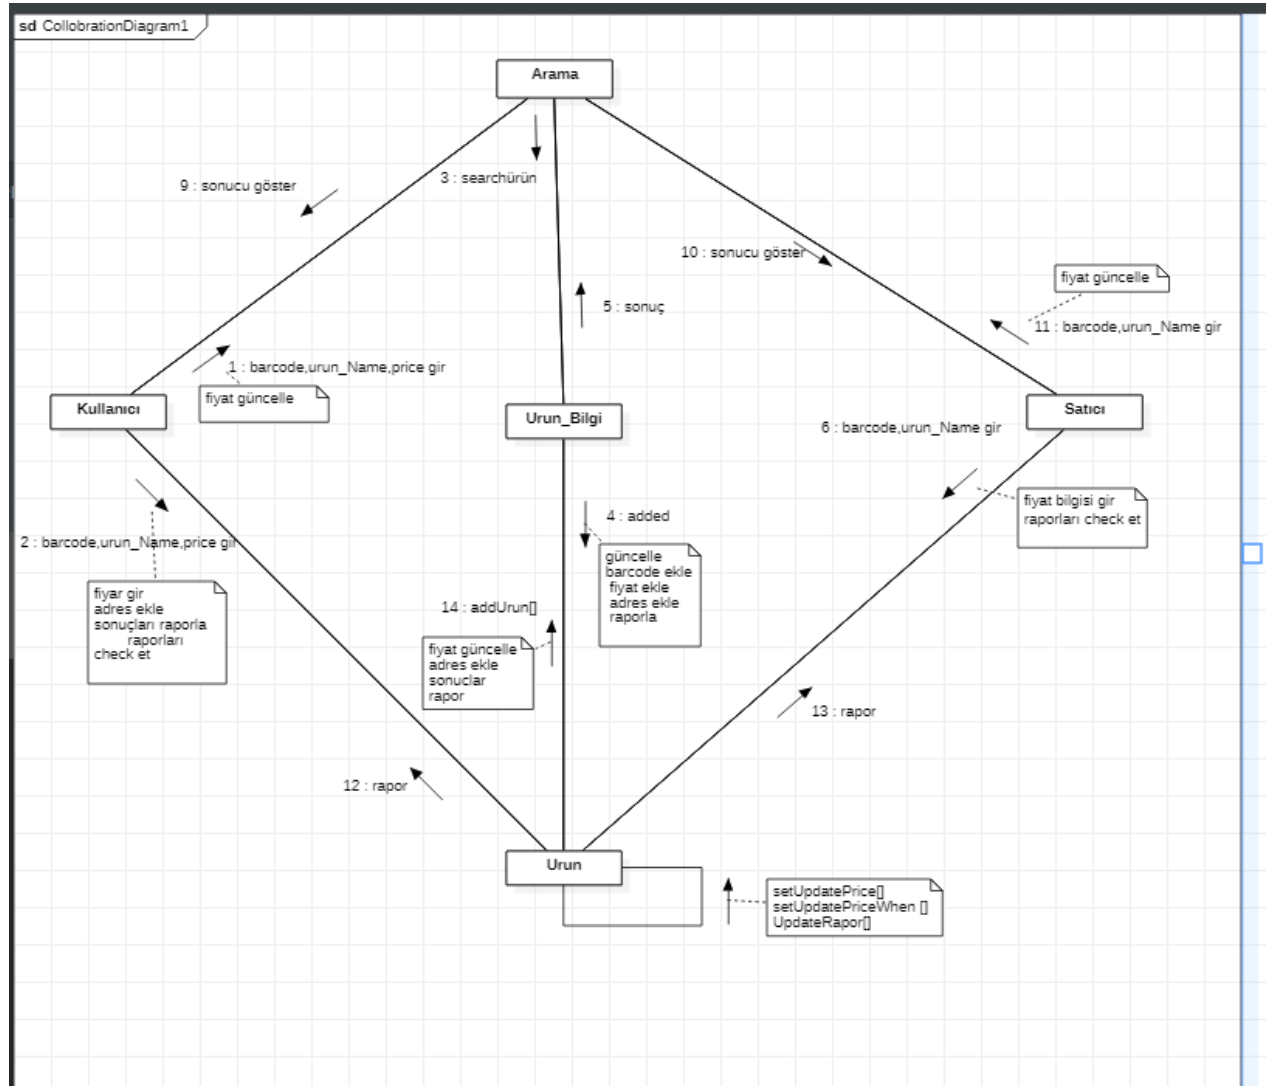 sd CollobrationDiagram1
Arama
3 : searchürün
9 : sonucu göster
10 : sonucu göster
fiyat güncelle
5 : sonuç
11 : barcode,urun_Name gir
1 : barcode,urun_Name,price gir
fiyat güncelle
Kullanıcı
Urun_Bilgi
Satıcı
6 : barcode,urun_Name gir
fiyat bilgisi gir
raporları check et
4 : added
2 : barcode,urun_Name,price gir
güncelle
barcode ekle
fiyat ekle
adres ekle
raporla
fiyar gir
adres ekle
sonuçları raporla
raporları
check et
14 : addUrun[]
fiyat güncelle
adres ekle
sonuclar
rapor
13 : rapor
12 : rapor
Urun
setUpdatePrice[]
setUpdatePriceWhen []
UpdateRapor[]